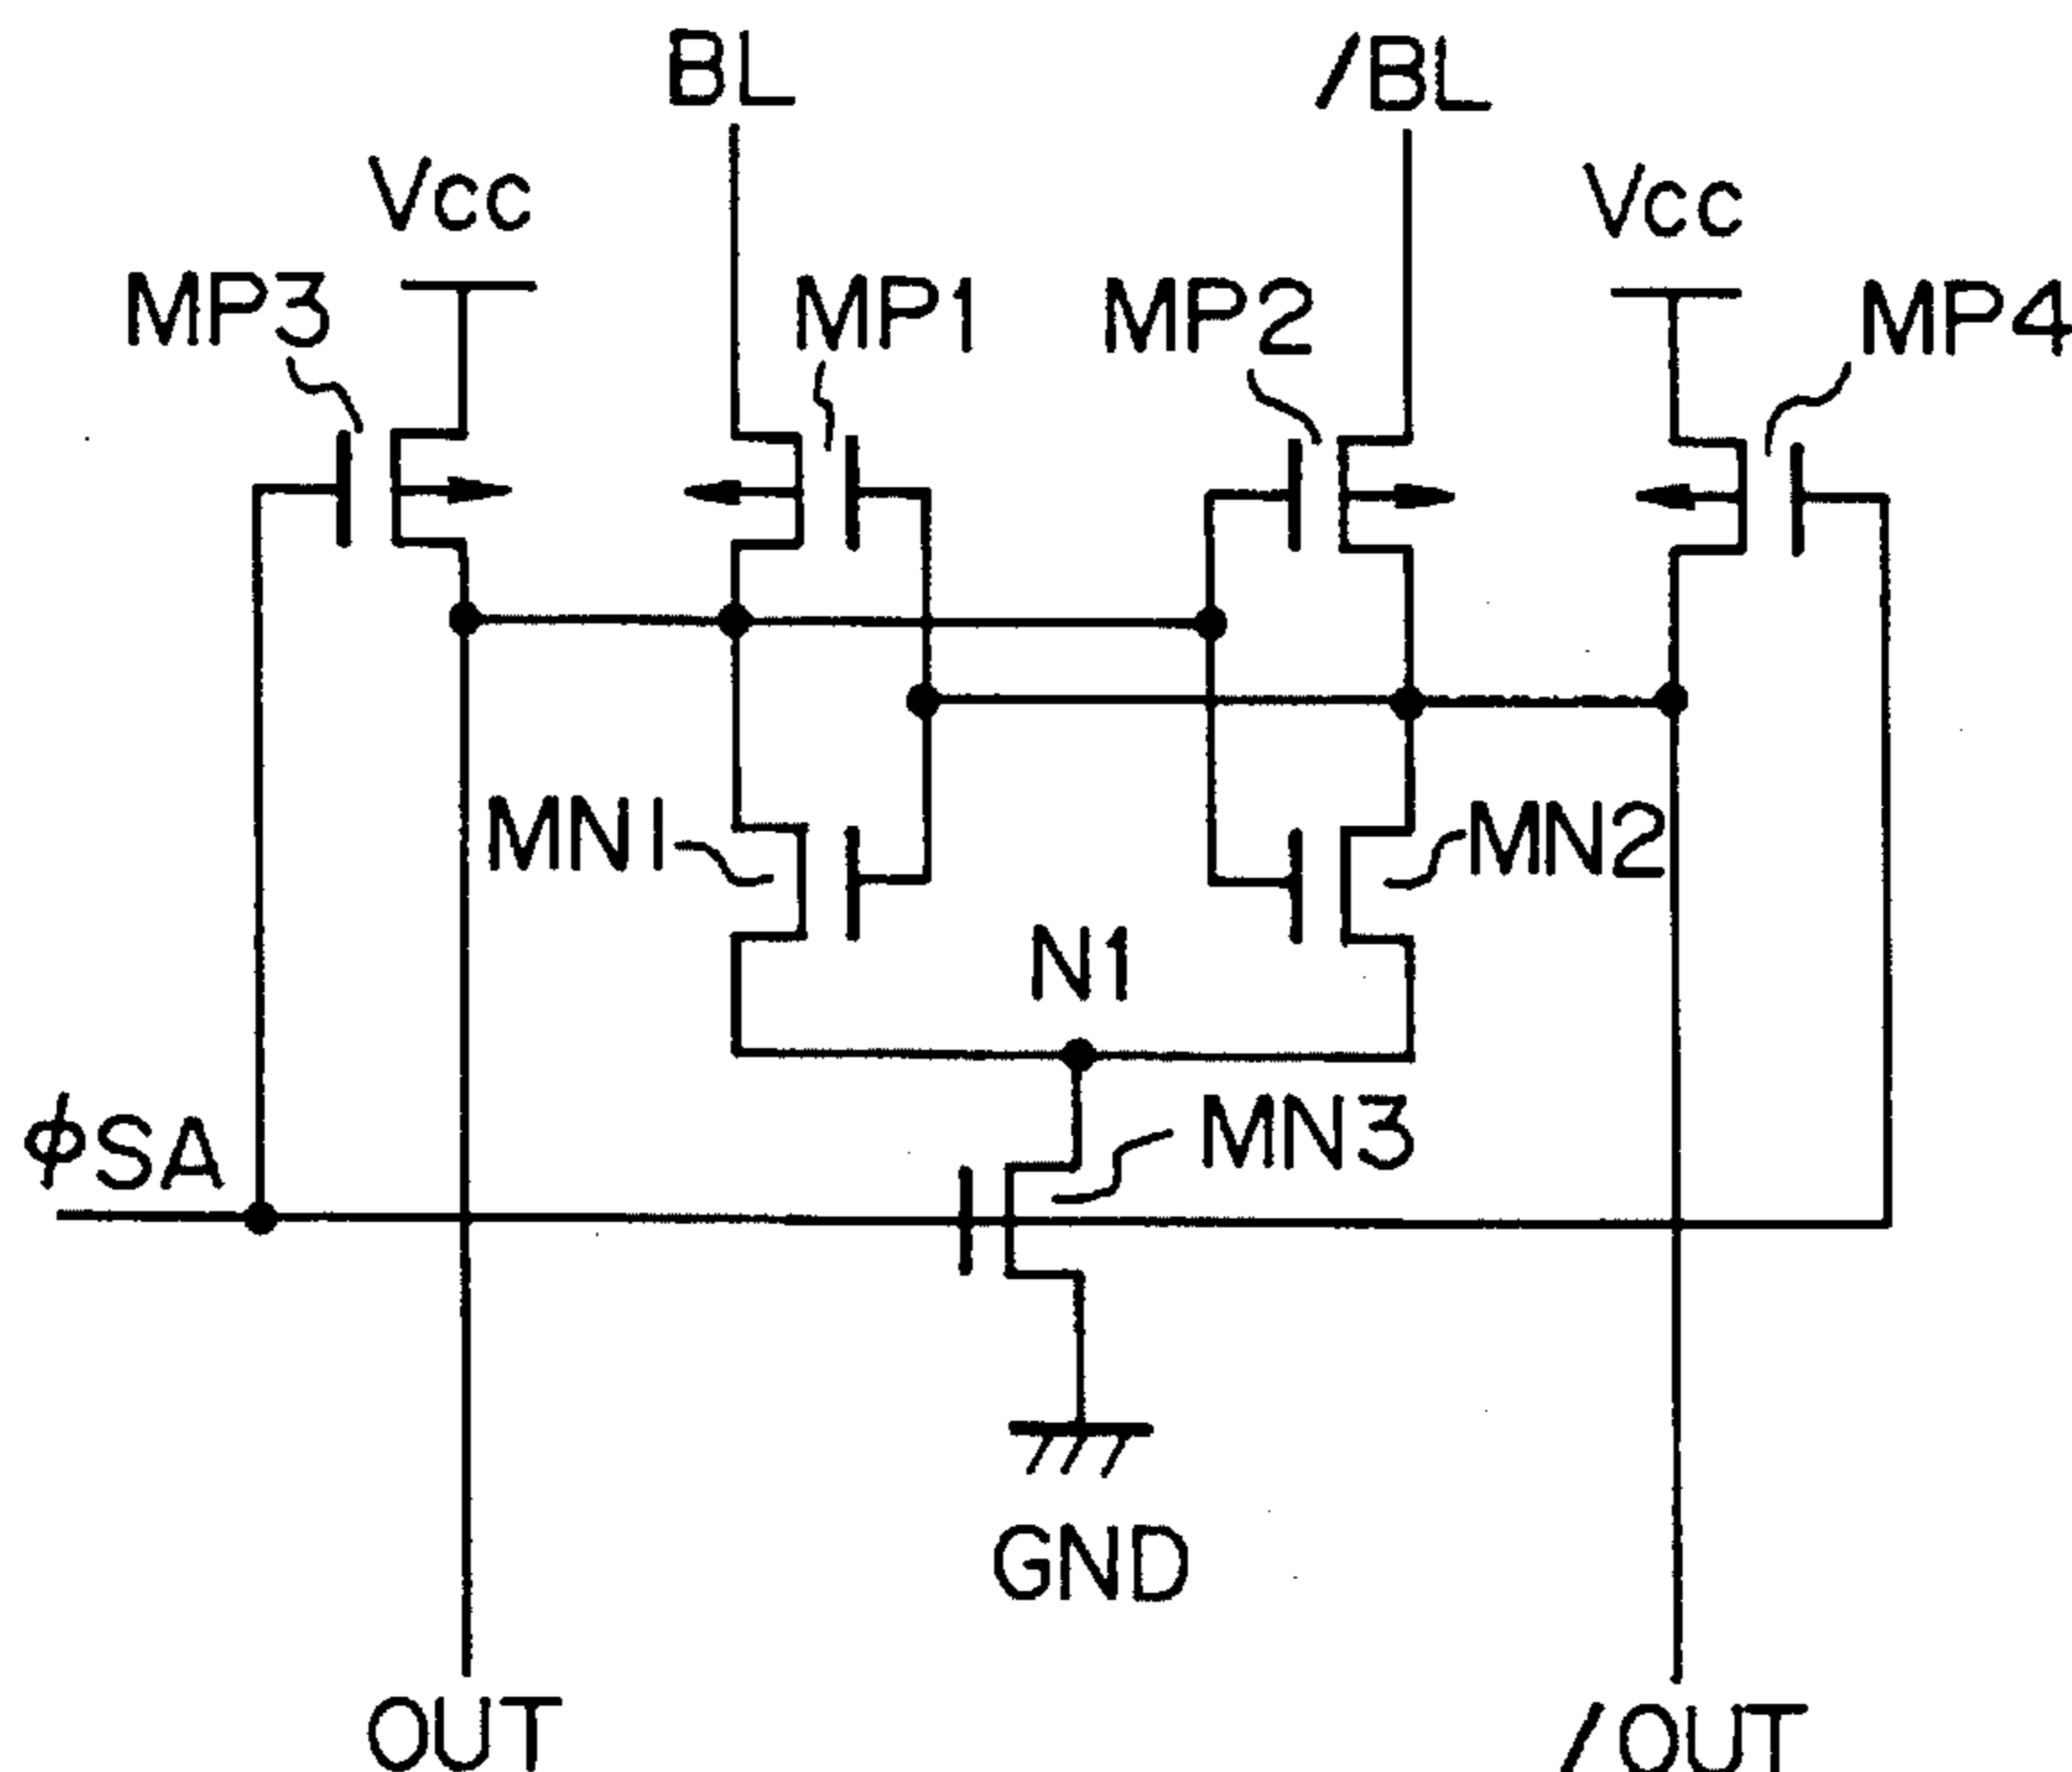 BL
/BL
Vcc
Vcc
MP3
MP1
MP2
MP4
MN1
MN2
N1
ϕSA
MN3
GND
OUT
/OUT